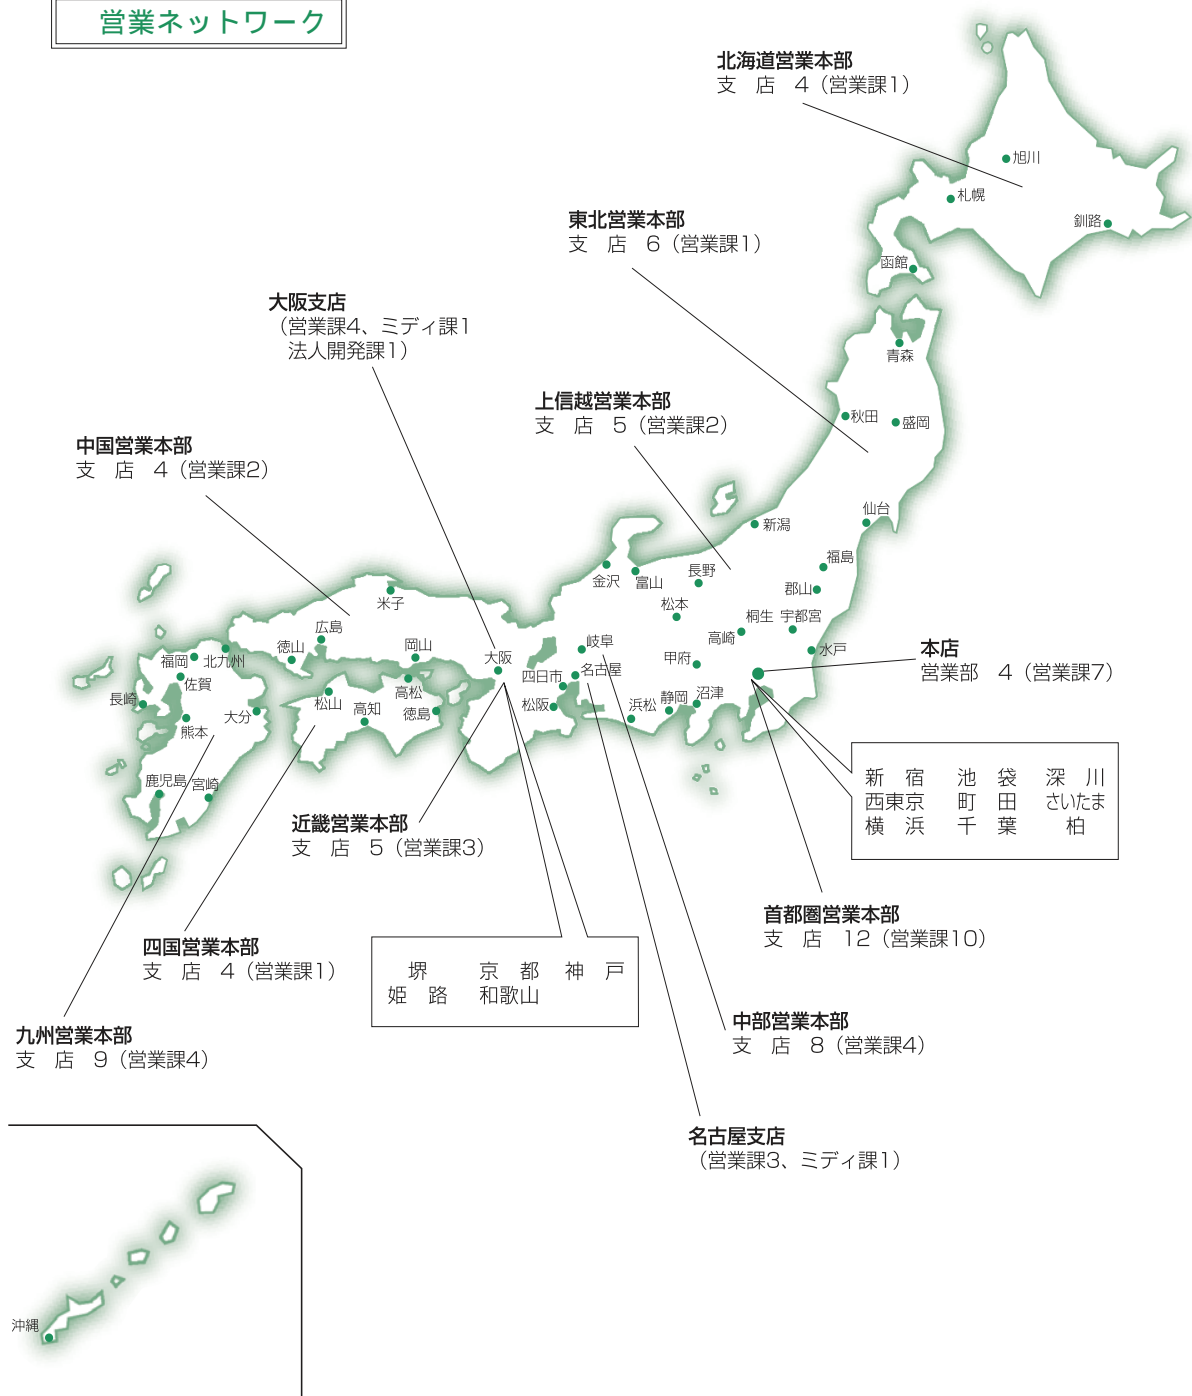 営業ネットワーク
北海道営業本部
支 店 4（営業課1）
旭川
札幌
釧路
函館
東北営業本部
支 店 6（営業課1）
大阪支店
（営業課4、ミディ課1
法人開発課1）
青森
秋田
盛岡
上信越営業本部
支 店 5（営業課2）
中国営業本部
支 店 4（営業課2）
仙台
新潟
福島
郡山
金沢
富山
長野
松本
米子
桐生
宇都宮
高崎
水戸
広島
徳山
岡山
岐阜
名古屋
四日市
大阪
甲府
福岡
北九州
佐賀
長崎
熊本
大分
松山
高知
高松
徳島
松阪
浜松
静岡
沼津
本店
営業部 4（営業課7）
鹿児島
宮崎
新 宿 池 袋 深 川
西東京 町 田 さいたま
横 浜 千 葉 柏
近畿営業本部
支 店 5（営業課3）
首都圏営業本部
支 店 12（営業課10）
四国営業本部
支 店 4（営業課1）
堺 京 都 神 戸
姫 路 和歌山
中部営業本部
支 店 8（営業課4）
九州営業本部
支 店 9（営業課4）
名古屋支店
（営業課3、ミディ課1）
沖縄